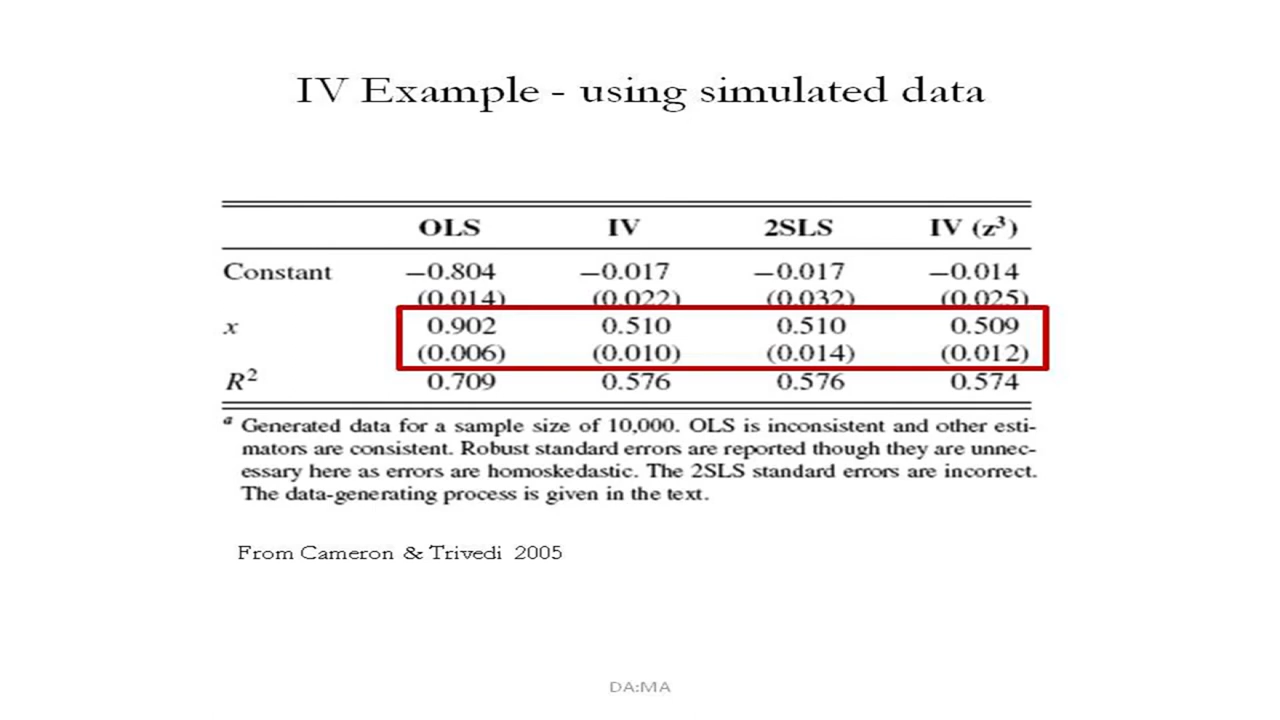 IV Example - using simulated data
OLS IV 2SLS IV (z³)
Constant −0.804 −0.017 −0.017 −0.014
(0.014) (0.022) (0.032) (0.025)
x 0.902 0.510 0.510 0.509
(0.006) (0.010) (0.014) (0.012)
R² 0.709 0.576 0.576 0.574
ᵃ Generated data for a sample size of 10,000. OLS is inconsistent and other esti-
mators are consistent. Robust standard errors are reported though they are unnec-
essary here as errors are homoskedastic. The 2SLS standard errors are incorrect.
The data-generating process is given in the text.
From Cameron & Trivedi 2005
DA:MA